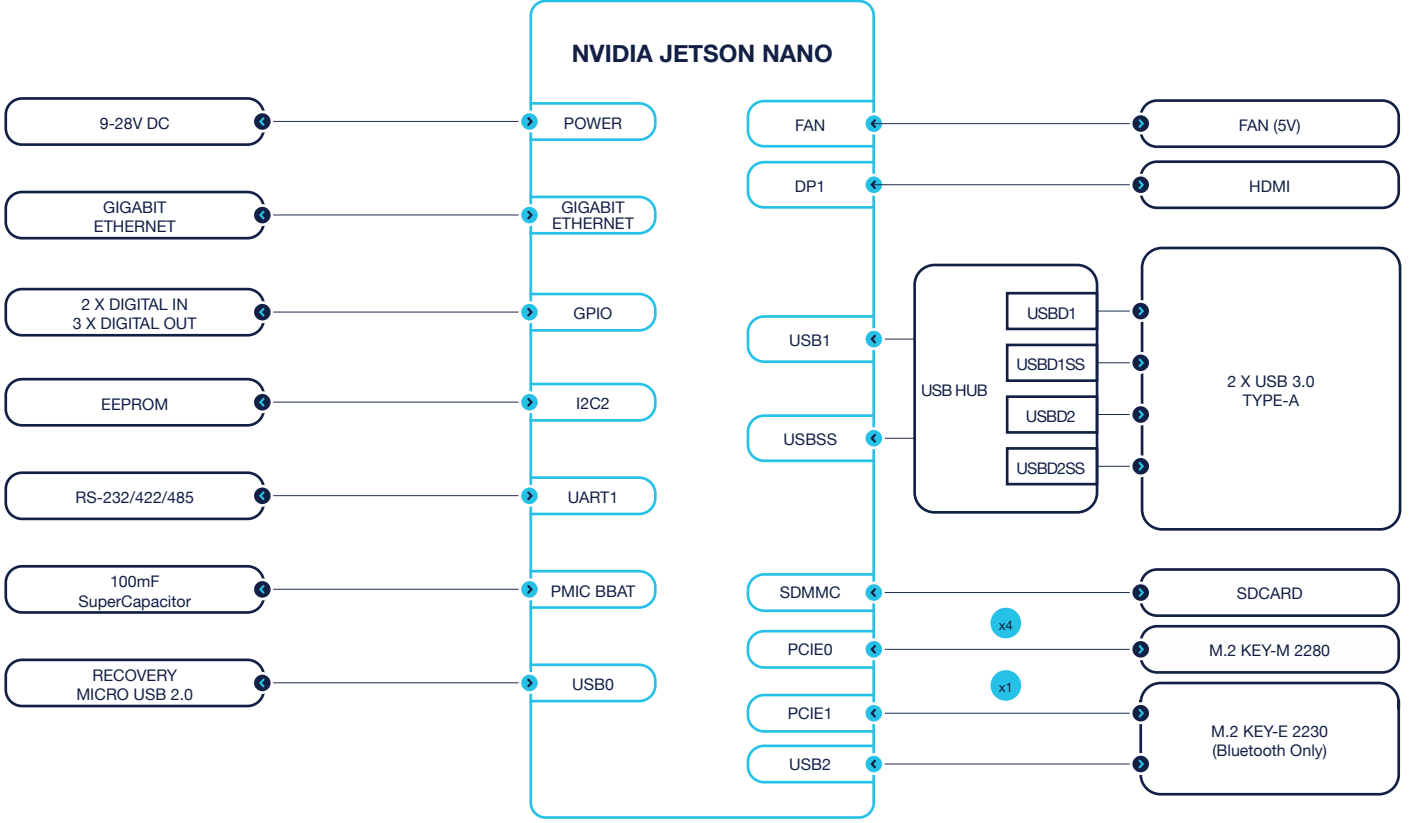 NVIDIA JETSON NANO
9-28V DC
POWER
GIGABIT
ETHERNET
GIGABIT
ETHERNET
2 X DIGITAL IN
3 X DIGITAL OUT
GPIO
EEPROM
I2C2
RS-232/422/485
UART1
100mF
SuperCapacitor
PMIC BBAT
RECOVERY
MICRO USB 2.0
USB0
FAN
FAN (5V)
DP1
HDMI
USB1
USBSS
USB HUB
USBD1
USBD1SS
USBD2
USBD2SS
2 X USB 3.0
TYPE-A
SDMMC
SDCARD
x4
PCIE0
M.2 KEY-M 2280
x1
PCIE1
USB2
M.2 KEY-E 2230
(Bluetooth Only)